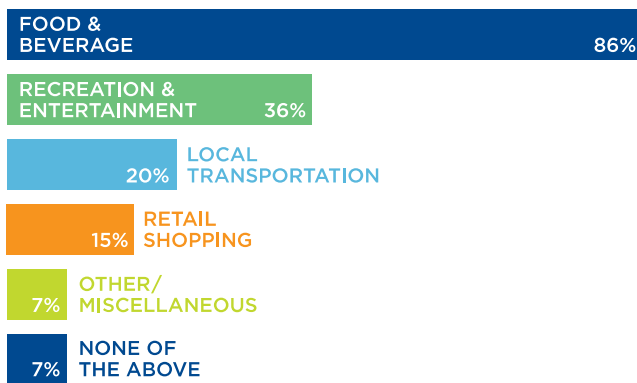 FOOD &
BEVERAGE
86%
RECREATION &
ENTERTAINMENT
36%
20%
LOCAL
TRANSPORTATION
15%
RETAIL
SHOPPING
7%
OTHER/
MISCELLANEOUS
7%
NONE OF
THE ABOVE